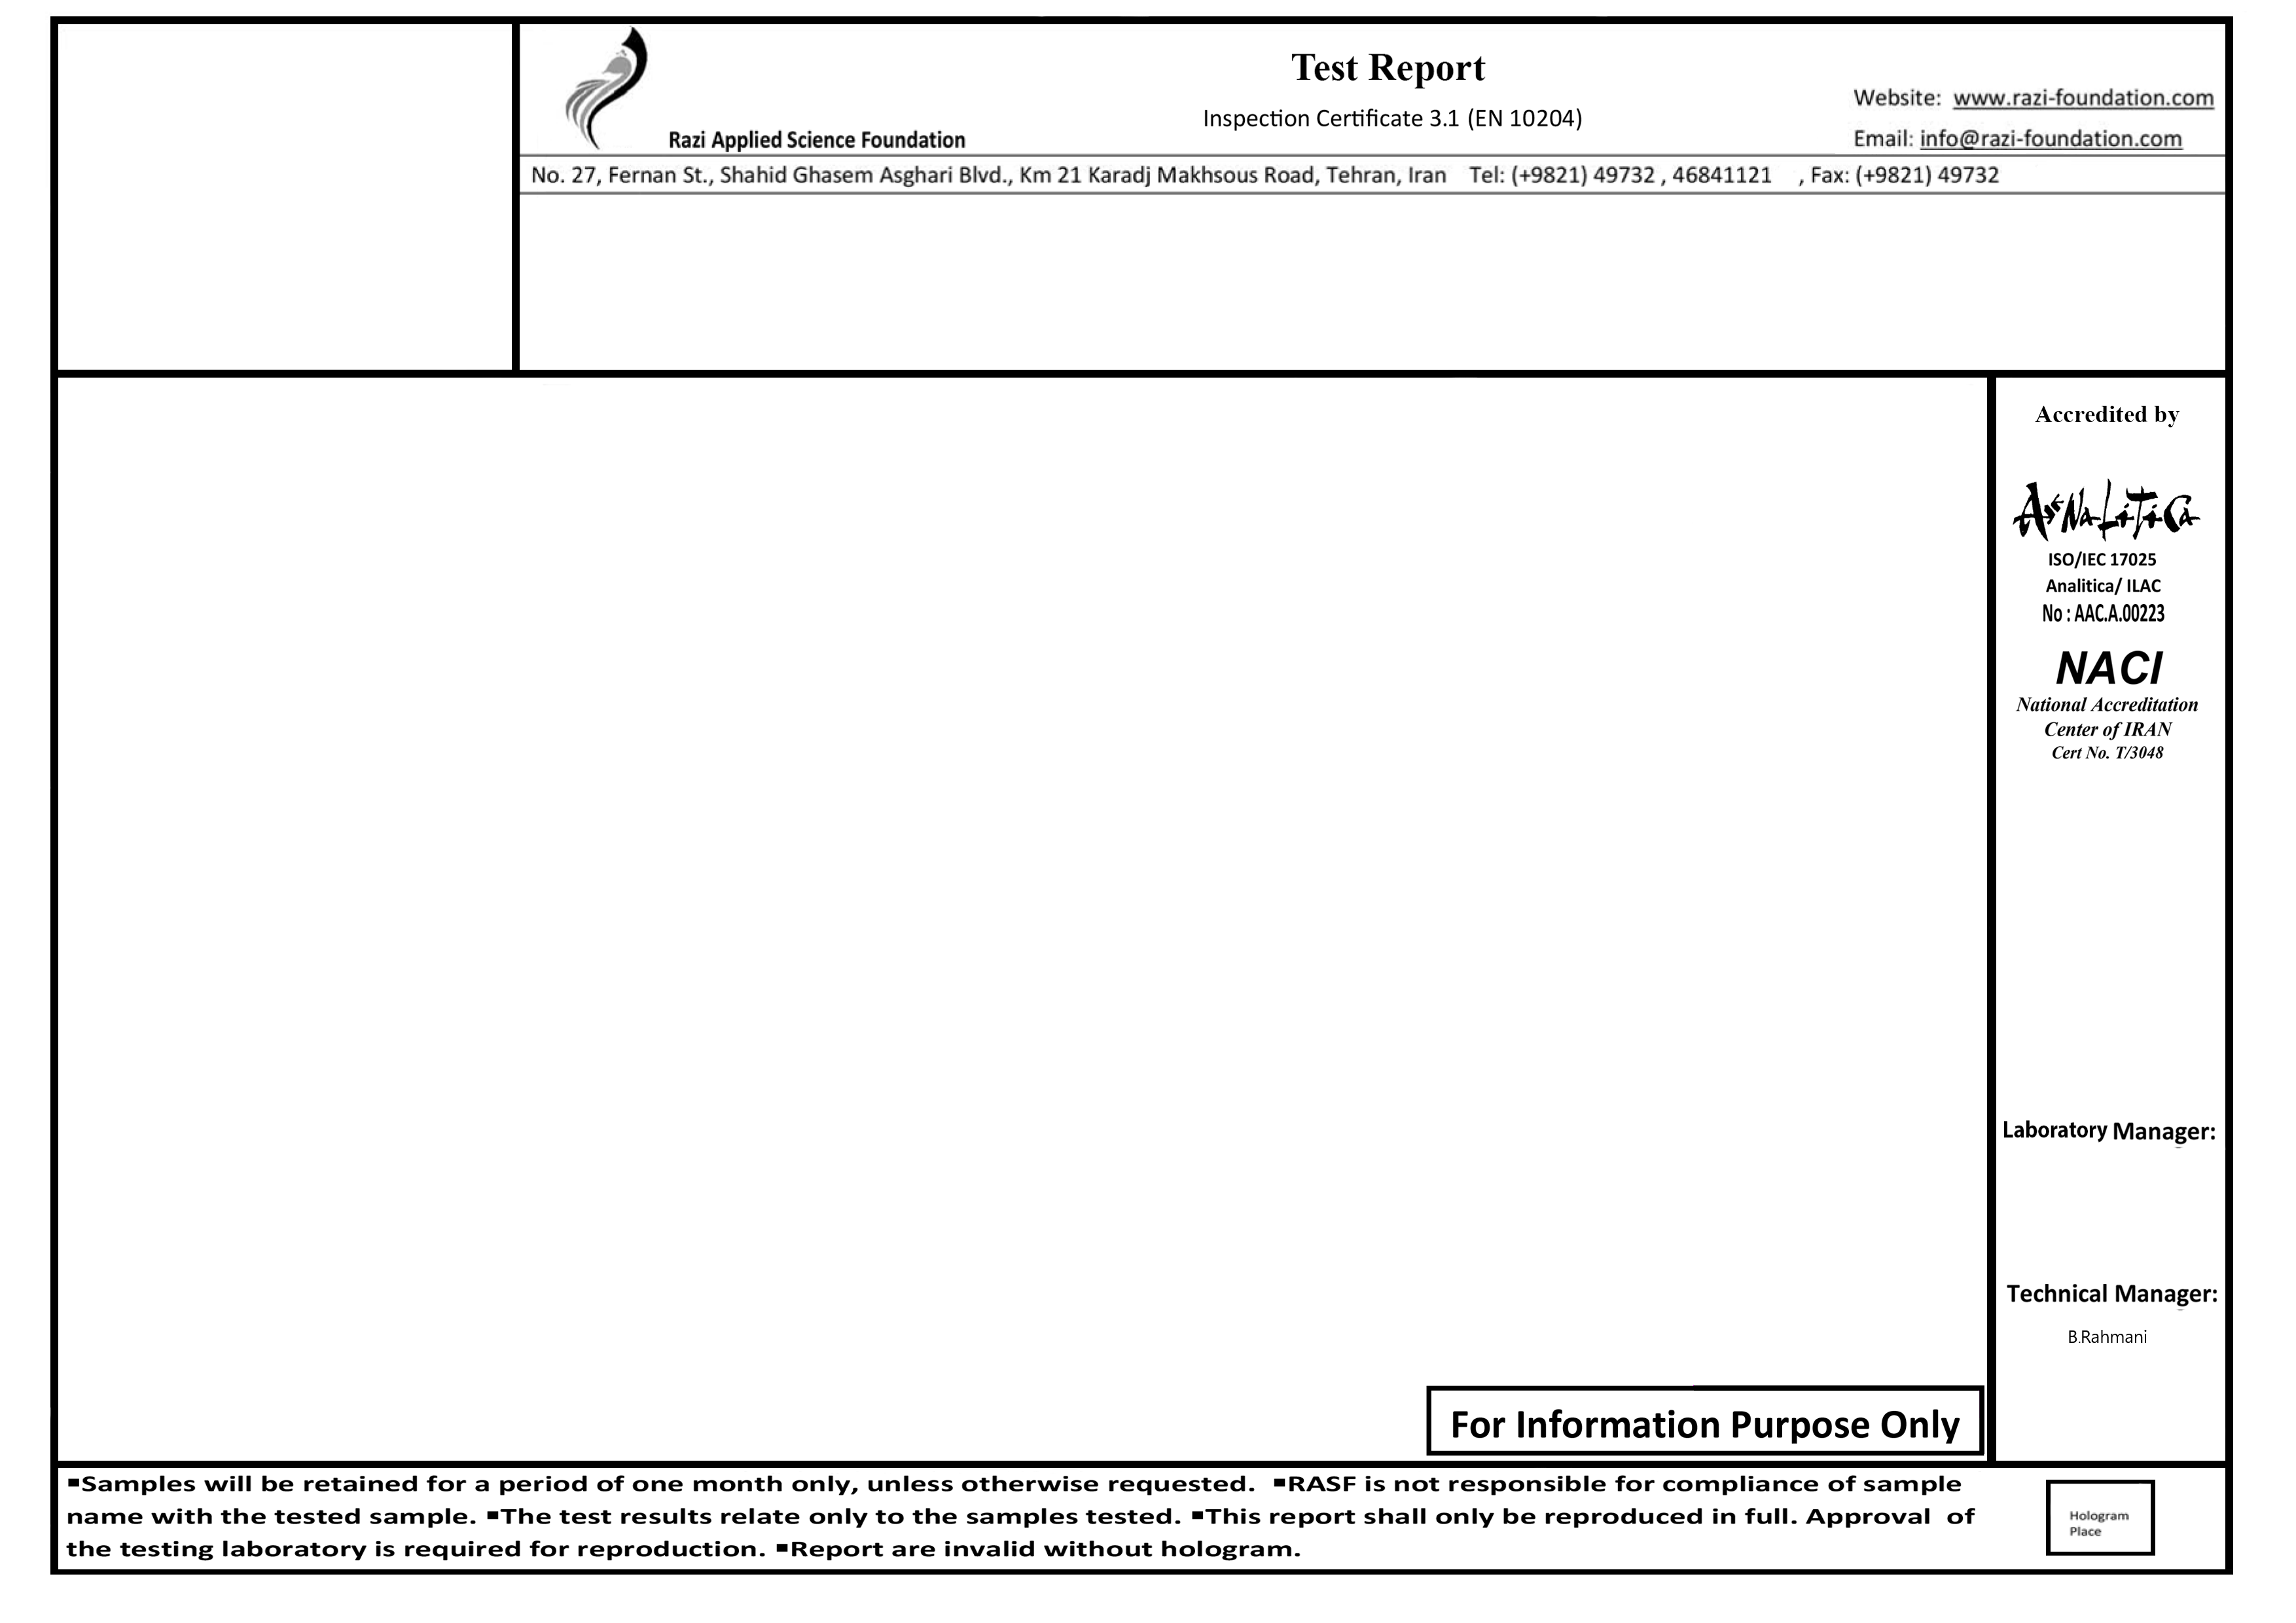 Test Report
Inspection Certificate 3.1 (EN 10204)
Razi Applied Science Foundation
Website: www.razi-foundation.com
Email: info@razi-foundation.com
No. 27, Fernan St., Shahid Ghasem Asghari Blvd., Km 21 Karadj Makhsous Road, Tehran, Iran Tel: (+9821) 49732 , 46841121 , Fax: (+9821) 49732
Accredited by
AnaLiTiCa
ISO/IEC 17025
Analitica/ ILAC
No : AAC.A.00223
NACI
National Accreditation
Center of IRAN
Cert No. T/3048
Laboratory Manager:
Technical Manager:
B.Rahmani
For Information Purpose Only
▪Samples will be retained for a period of one month only, unless otherwise requested. ▪RASF is not responsible for compliance of sample
name with the tested sample. ▪The test results relate only to the samples tested. ▪This report shall only be reproduced in full. Approval of
the testing laboratory is required for reproduction. ▪Report are invalid without hologram.
Hologram
Place